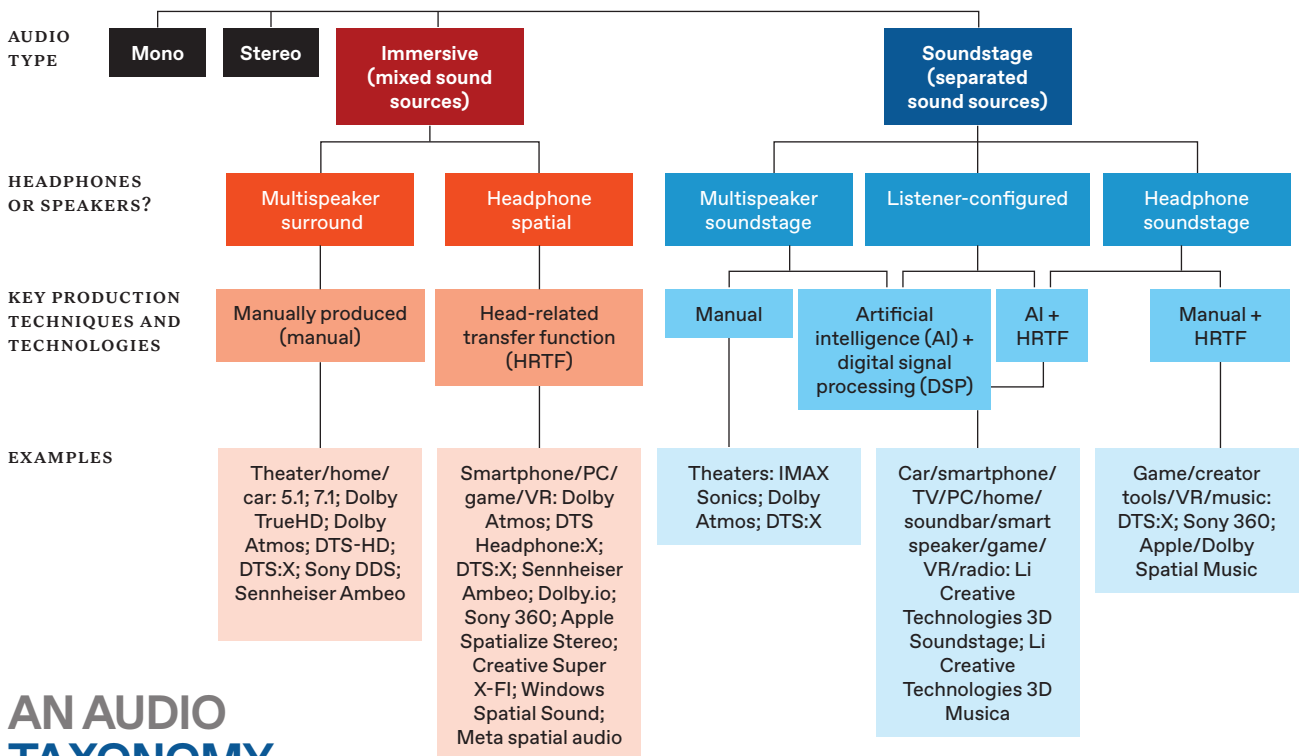 AUDIO
TYPE
Mono
Stereo
Immersive
(mixed sound
sources)
Soundstage
(separated
sound sources)
HEADPHONES
OR SPEAKERS?
Multispeaker
surround
Headphone
spatial
Multispeaker
soundstage
Listener-configured
Headphone
soundstage
KEY PRODUCTION
TECHNIQUES AND
TECHNOLOGIES
Manually produced
(manual)
Head-related
transfer function
(HRTF)
Manual
Artificial
intelligence (AI) +
digital signal
processing (DSP)
AI +
HRTF
Manual +
HRTF
EXAMPLES
Theater/home/
car: 5.1; 7.1; Dolby
TrueHD; Dolby
Atmos; DTS-HD;
DTS:X; Sony DDS;
Sennheiser Ambeo
Smartphone/PC/
game/VR: Dolby
Atmos; DTS
Headphone:X;
DTS:X; Sennheiser
Ambeo; Dolby.io;
Sony 360; Apple
Spatialize Stereo;
Creative Super
X-FI; Windows
Spatial Sound;
Meta spatial audio
Theaters: IMAX
Sonics; Dolby
Atmos; DTS:X
Car/smartphone/
TV/PC/home/
soundbar/smart
speaker/game/
VR/radio: Li
Creative
Technologies 3D
Soundstage; Li
Creative
Technologies 3D
Musica
Game/creator
tools/VR/music:
DTS:X; Sony 360;
Apple/Dolby
Spatial Music
AN AUDIO
TAXONOMY